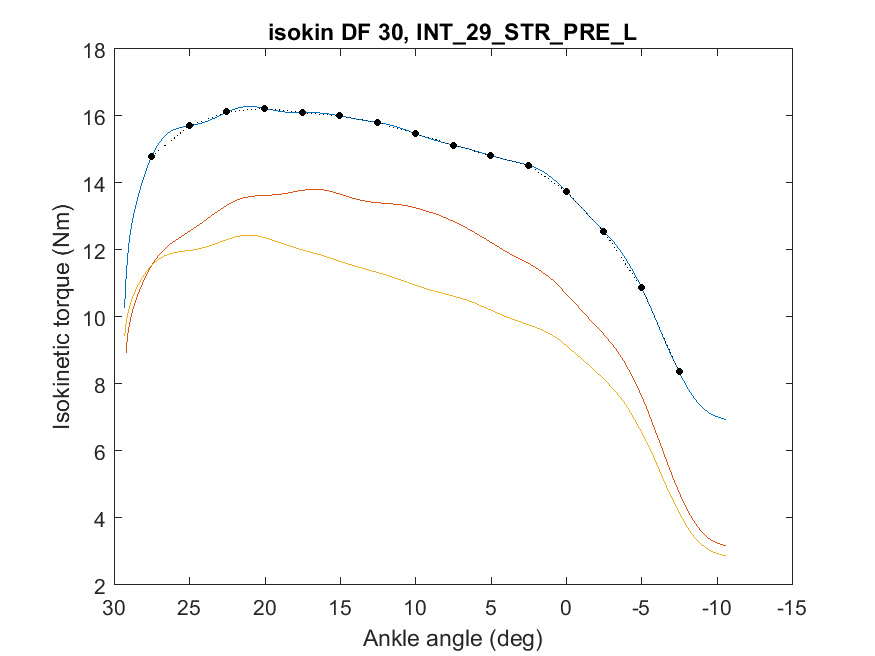 isokin DF 30, INT_29_STR_PRE_L
18
16
14
12
10
8
6
4
2
Isokinetic torque (Nm)
30 25 20 15 10 5 0 -5 -10 -15
Ankle angle (deg)